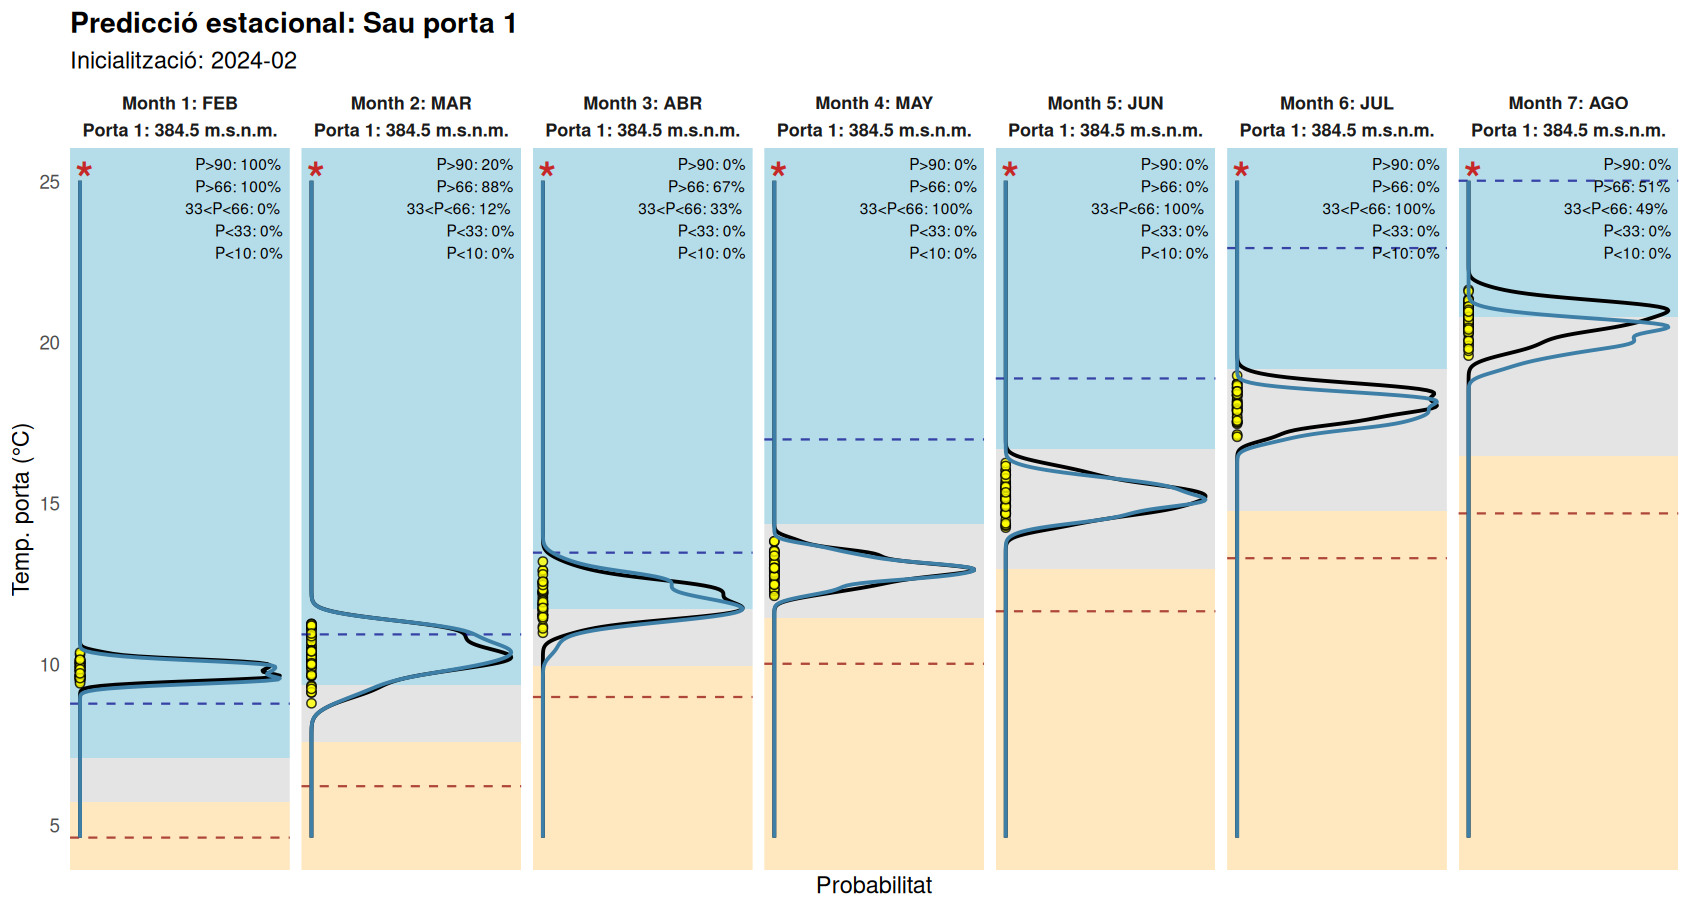 Predicció estacional: Sau porta 1
Inicialització: 2024-02
Month 1: FEB
Porta 1: 384.5 m.s.n.m.
Month 2: MAR
Porta 1: 384.5 m.s.n.m.
Month 3: ABR
Porta 1: 384.5 m.s.n.m.
Month 4: MAY
Porta 1: 384.5 m.s.n.m.
Month 5: JUN
Porta 1: 384.5 m.s.n.m.
Month 6: JUL
Porta 1: 384.5 m.s.n.m.
Month 7: AGO
Porta 1: 384.5 m.s.n.m.
*
P>90: 100%
P>66: 100%
33<P<66: 0%
P<33: 0%
P<10: 0%
*
P>90: 20%
P>66: 88%
33<P<66: 12%
P<33: 0%
P<10: 0%
*
P>90: 0%
P>66: 67%
33<P<66: 33%
P<33: 0%
P<10: 0%
*
P>90: 0%
P>66: 0%
33<P<66: 100%
P<33: 0%
P<10: 0%
*
P>90: 0%
P>66: 0%
33<P<66: 100%
P<33: 0%
P<10: 0%
*
P>90: 0%
P>66: 0%
33<P<66: 100%
P<33: 0%
P<10: 0%
*
P>90: 0%
P>66: 51%
33<P<66: 49%
P<33: 0%
P<10: 0%
25
20
15
10
5
Temp. porta (°C)
Probabilitat